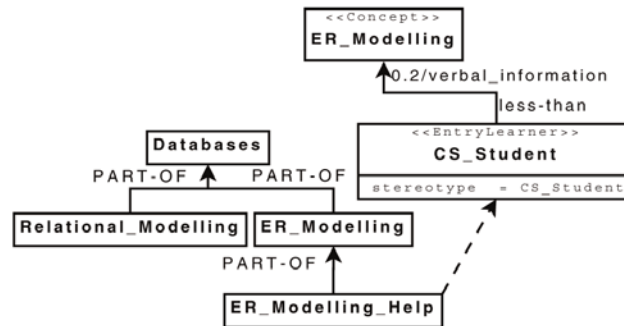 <<Concept>>
ER_Modelling
0.2/verbal_information
less-than
<<EntryLearner>>
CS_Student
stereotype = CS_Student
Databases
PART-OF PART-OF
Relational_Modelling ER_Modelling
PART-OF
ER_Modelling_Help